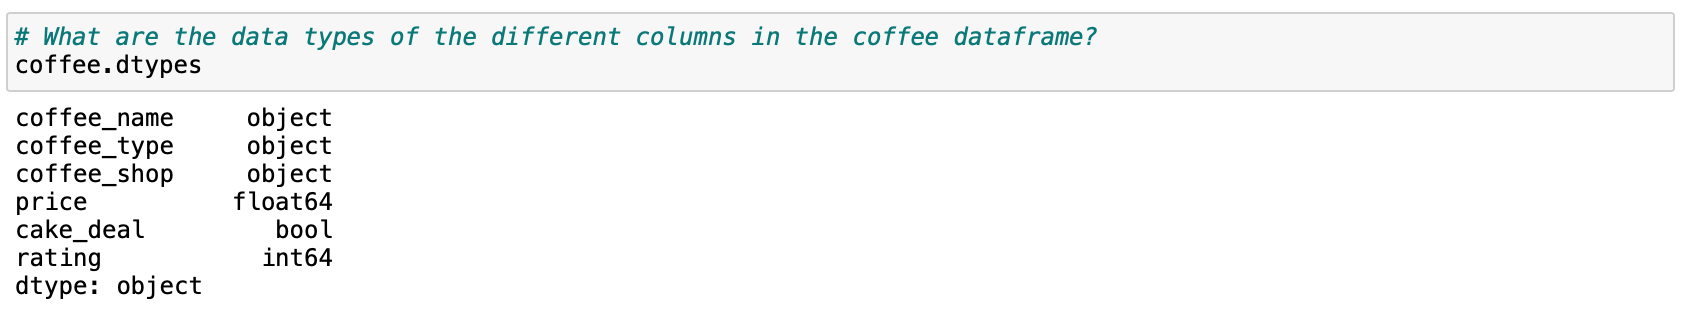 # What are the data types of the different columns in the coffee dataframe?
coffee.dtypes
coffee_name     object
coffee_type     object
coffee_shop     object
price          float64
cake_deal         bool
rating           int64
dtype: object